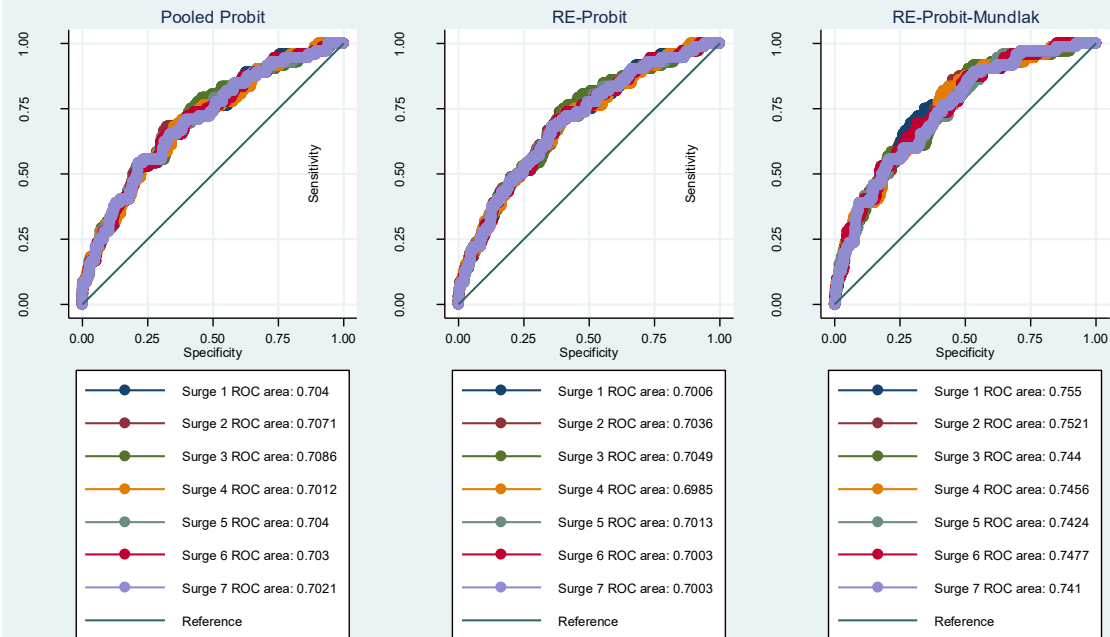 Pooled Probit
1.00
0.75
0.50
0.25
0.00
0.00 0.25 0.50 0.75 1.00
Specificity
Surge 1 ROC area: 0.704
Surge 2 ROC area: 0.7071
Surge 3 ROC area: 0.7086
Surge 4 ROC area: 0.7012
Surge 5 ROC area: 0.704
Surge 6 ROC area: 0.703
Surge 7 ROC area: 0.7021
Reference
RE-Probit
Sensitivity
1.00
0.75
0.50
0.25
0.00
0.00 0.25 0.50 0.75 1.00
Specificity
Surge 1 ROC area: 0.7006
Surge 2 ROC area: 0.7036
Surge 3 ROC area: 0.7049
Surge 4 ROC area: 0.6985
Surge 5 ROC area: 0.7013
Surge 6 ROC area: 0.7003
Surge 7 ROC area: 0.7003
Reference
RE-Probit-Mundlak
Sensitivity
1.00
0.75
0.50
0.25
0.00
0.00 0.25 0.50 0.75 1.00
Specificity
Surge 1 ROC area: 0.755
Surge 2 ROC area: 0.7521
Surge 3 ROC area: 0.744
Surge 4 ROC area: 0.7456
Surge 5 ROC area: 0.7424
Surge 6 ROC area: 0.7477
Surge 7 ROC area: 0.741
Reference